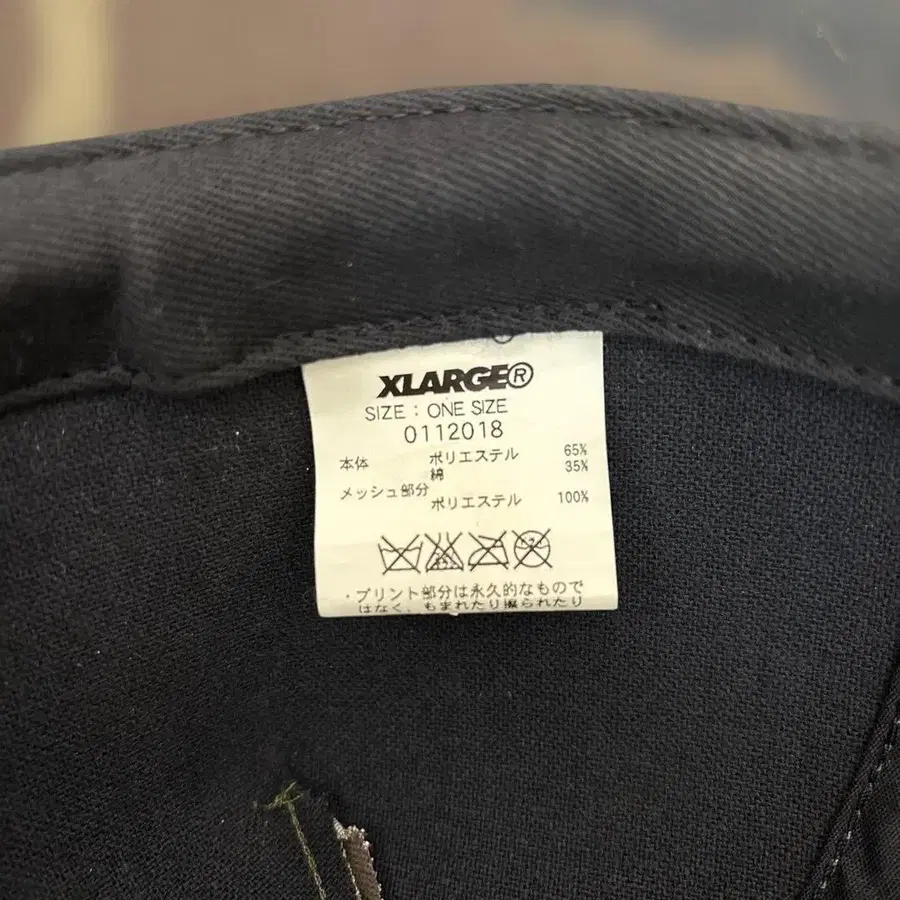 XLARGE®
SIZE : ONE SIZE
0112018
本体 ポリエステル 65%
綿 35%
メッシュ部分
ポリエステル 100%
・プリント部分は永久的なもので
はなく、もまれたり擦られたり